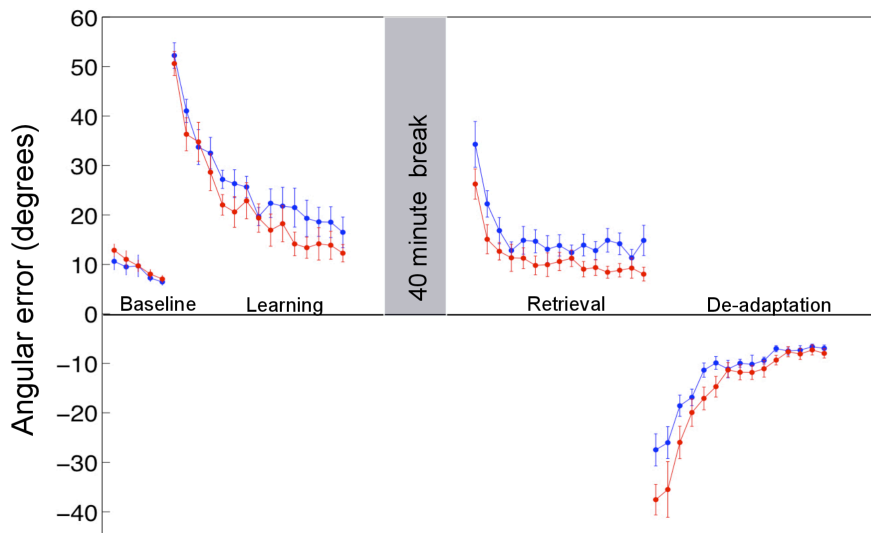 60
50
40
30
20
10
0
−10
−20
−30
−40
Angular error (degrees)
Baseline
Learning
40 minute break
Retrieval
De-adaptation